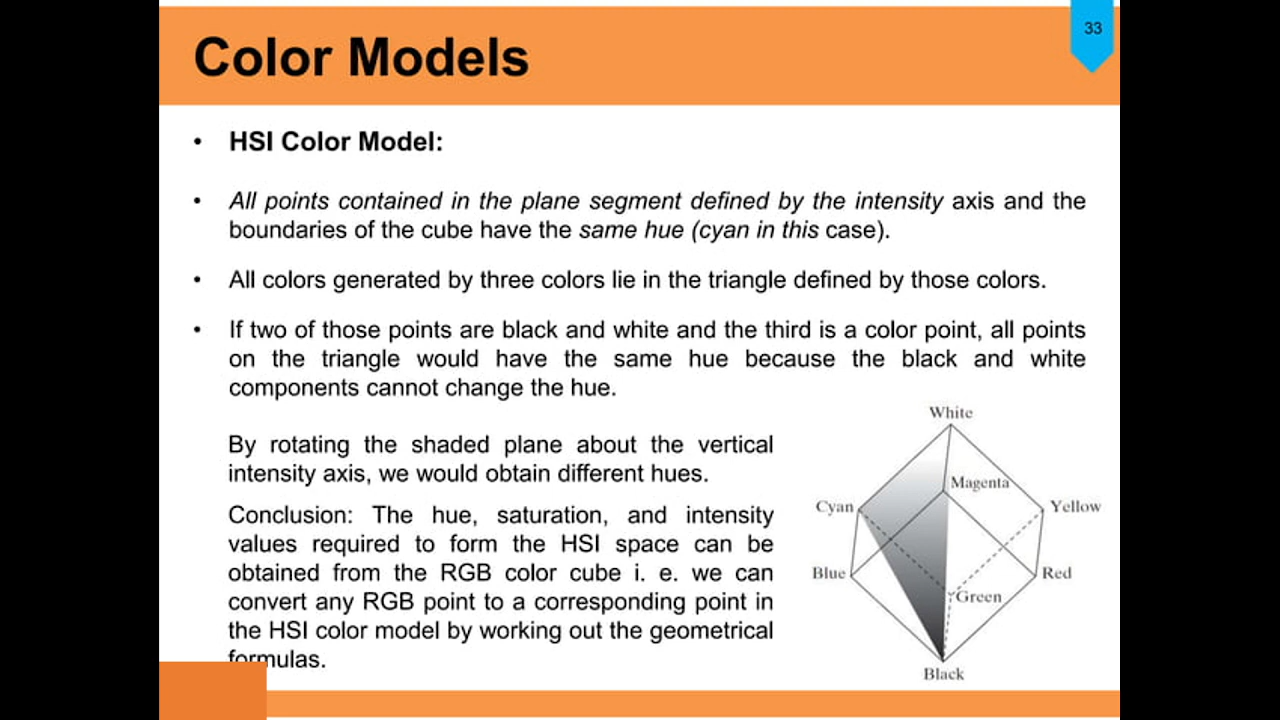 33
Color Models
• HSI Color Model:
• All points contained in the plane segment defined by the intensity axis and the
boundaries of the cube have the same hue (cyan in this case).
• All colors generated by three colors lie in the triangle defined by those colors.
• If two of those points are black and white and the third is a color point, all points
on the triangle would have the same hue because the black and white
components cannot change the hue.
By rotating the shaded plane about the vertical
intensity axis, we would obtain different hues.
Conclusion: The hue, saturation, and intensity
values required to form the HSI space can be
obtained from the RGB color cube i. e. we can
convert any RGB point to a corresponding point in
the HSI color model by working out the geometrical
formulas.
White
Magenta
Cyan
Yellow
Blue
Red
Green
Black